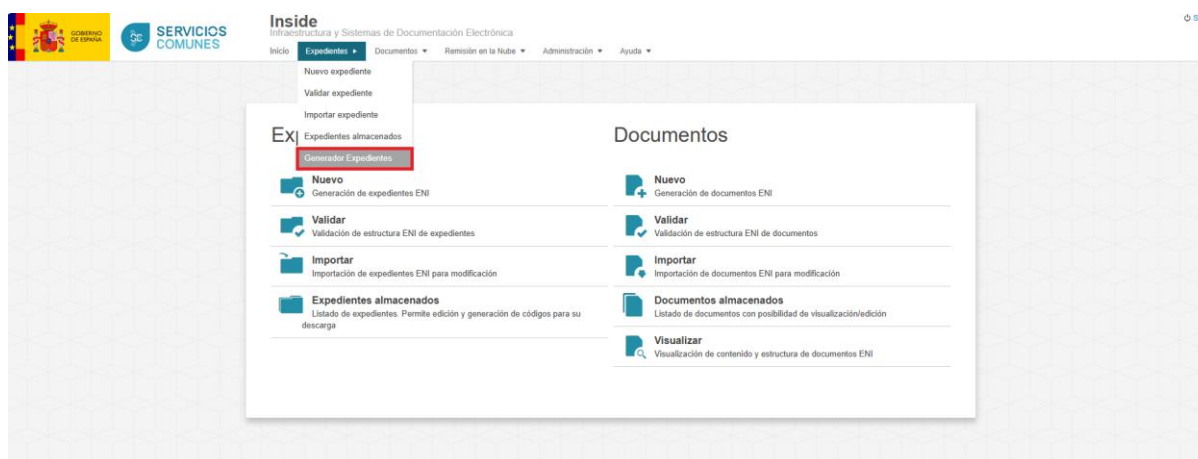 GOBIERNO
DE ESPAÑA
SERVICIOS
COMUNES
Inside
Infraestructura y Sistemas de Documentación Electrónica
Inicio Expedientes Documentos Remisión en la Nube Administración Ayuda
Nuevo expediente
Validar expediente
Importar expediente
Expedientes almacenados
Generador Expedientes
Nuevo
Generación de expedientes ENI
Validar
Validación de estructura ENI de expedientes
Importar
Importación de expedientes ENI para modificación
Expedientes almacenados
Listado de expedientes. Permite edición y generación de códigos para su
descarga
Documentos
Nuevo
Generación de documentos ENI
Validar
Validación de estructura ENI de documentos
Importar
Importación de documentos ENI para modificación
Documentos almacenados
Listado de documentos con posibilidad de visualización/edición
Visualizar
Visualización de contenido y estructura de documentos ENI